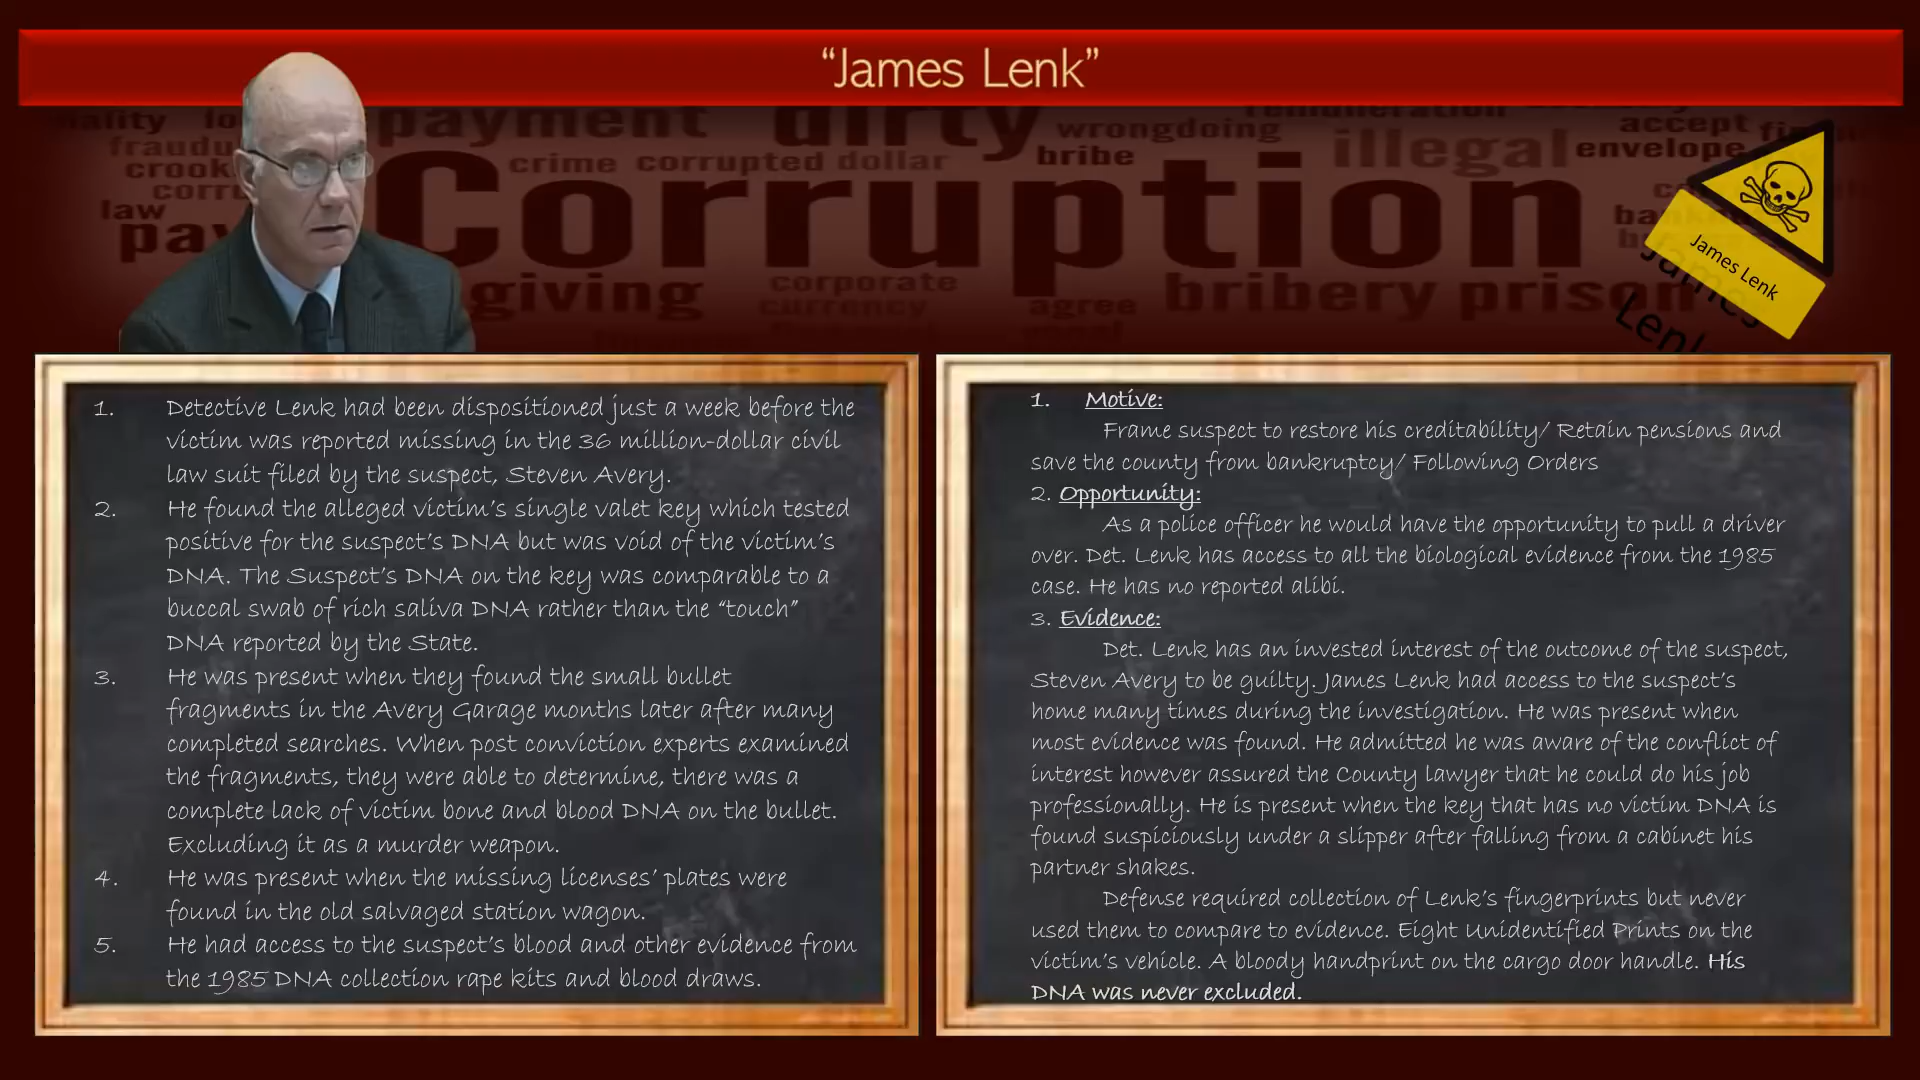 “James Lenk”
payment dirty
wrongdoing
accept
fraudu
crime corrupted dollar
bribe
illegal
envelope
crook
Corruption
law
pay
giving
corporate
currency
agree
bribery prison
James Lenk
James
Lenk
1. Detective Lenk had been dispositioned just a week before the
victim was reported missing in the 36 million-dollar civil
law suit filed by the suspect, Steven Avery.
2. He found the alleged victim’s single valet key which tested
positive for the suspect’s DNA but was void of the victim’s
DNA. The Suspect’s DNA on the key was comparable to a
buccal swab of rich saliva DNA rather than the “touch”
DNA reported by the State.
3. He was present when they found the small bullet
fragments in the Avery Garage months later after many
completed searches. When post conviction experts examined
the fragments, they were able to determine, there was a
complete lack of victim bone and blood DNA on the bullet.
Excluding it as a murder weapon.
4. He was present when the missing licenses’ plates were
found in the old salvaged station wagon.
5. He had access to the suspect’s blood and other evidence from
the 1985 DNA collection rape kits and blood draws.
1. Motive:
Frame suspect to restore his creditability/ Retain pensions and
save the county from bankruptcy/ Following Orders
2. Opportunity:
As a police officer he would have the opportunity to pull a driver
over. Det. Lenk has access to all the biological evidence from the 1985
case. He has no reported alibi.
3. Evidence:
Det. Lenk has an invested interest of the outcome of the suspect,
Steven Avery to be guilty. James Lenk had access to the suspect’s
home many times during the investigation. He was present when
most evidence was found. He admitted he was aware of the conflict of
interest however assured the County lawyer that he could do his job
professionally. He is present when the key that has no victim DNA is
found suspiciously under a slipper after falling from a cabinet his
partner shakes.
Defense required collection of Lenk’s fingerprints but never
used them to compare to evidence. Eight Unidentified Prints on the
victim’s vehicle. A bloody handprint on the cargo door handle. His
DNA was never excluded.